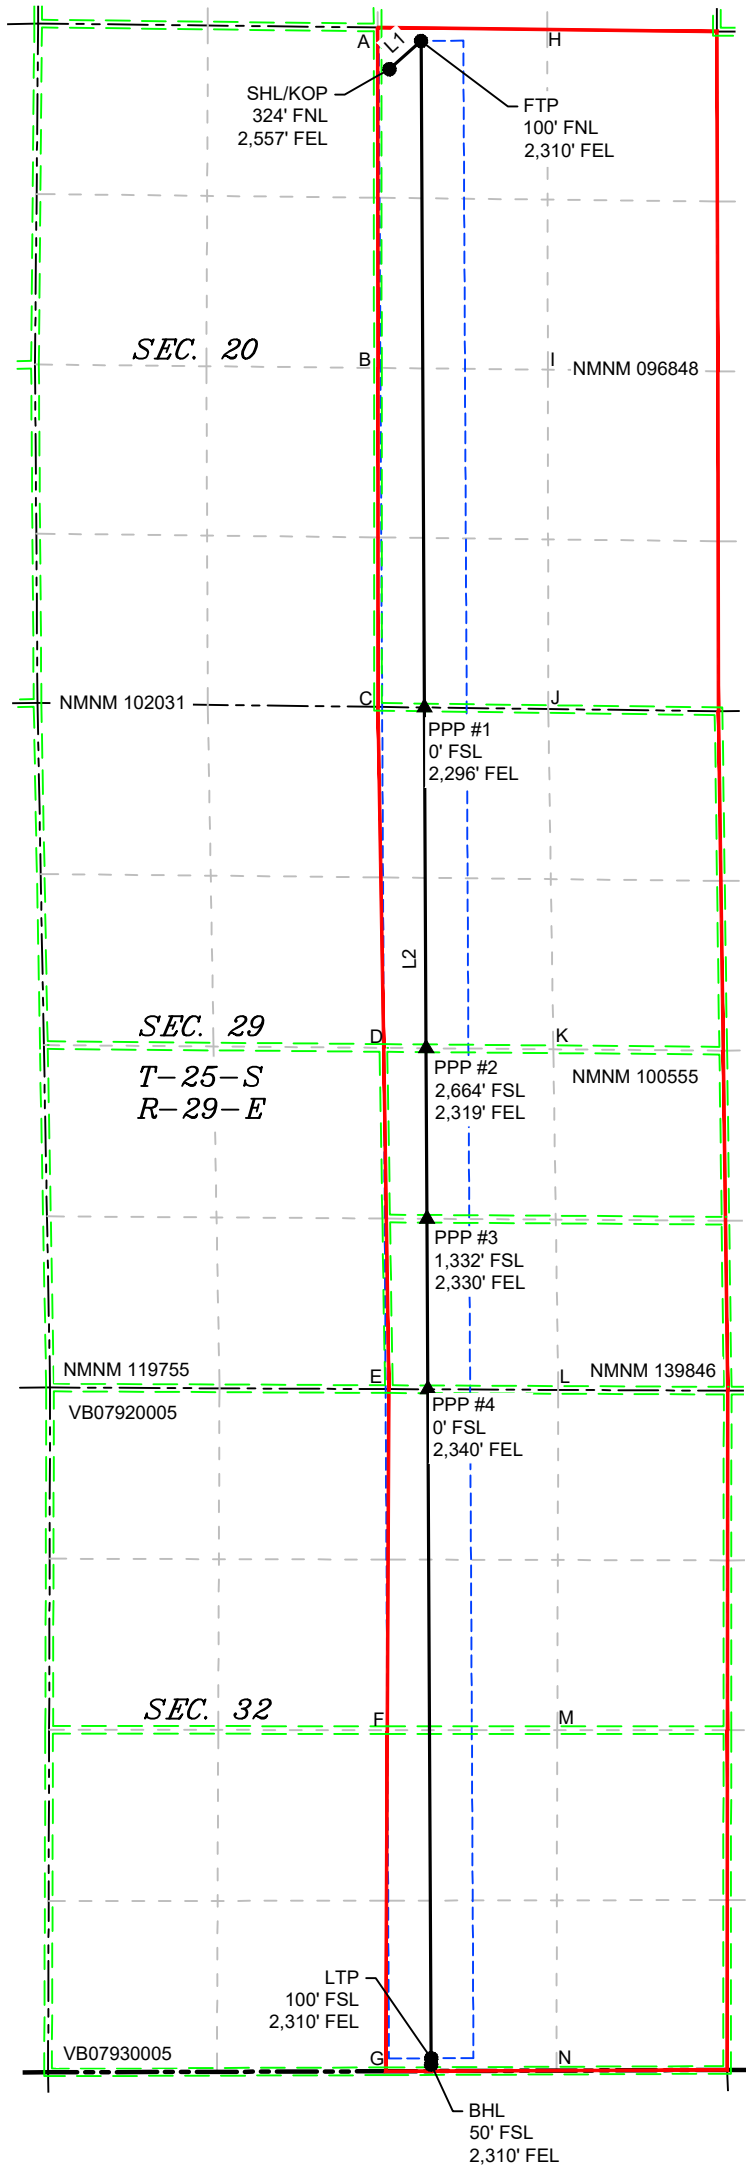 A
L1
H
SHL/KOP
324' FNL
2,557' FEL
FTP
100' FNL
2,310' FEL
SEC. 20
B
I
NMNM 096848
NMNM 102031
C
J
PPP #1
0' FSL
2,296' FEL
L2
SEC. 29
D
K
T-25-S
R-29-E
PPP #2
2,664' FSL
2,319' FEL
NMNM 100555
PPP #3
1,332' FSL
2,330' FEL
NMNM 119755
E
L
NMNM 139846
VB07920005
PPP #4
0' FSL
2,340' FEL
SEC. 32
F
M
LTP
100' FSL
2,310' FEL
VB07930005
G
N
BHL
50' FSL
2,310' FEL